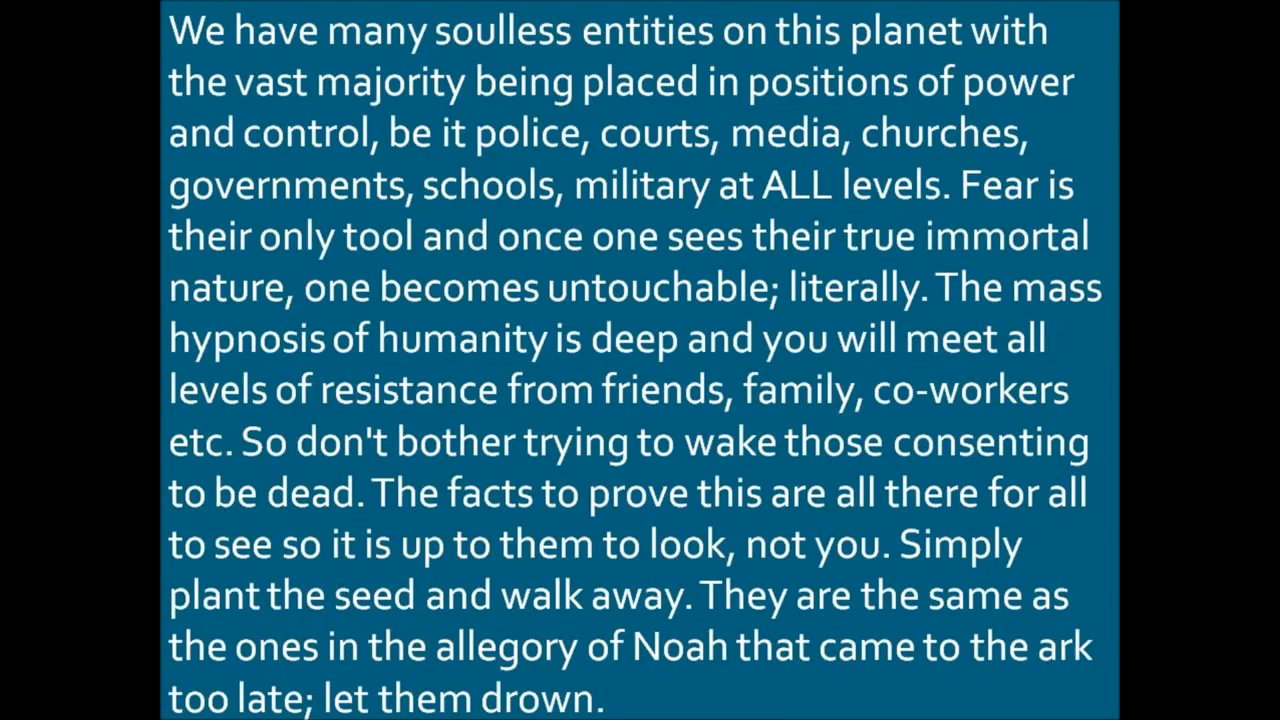 We have many soulless entities on this planet with
the vast majority being placed in positions of power
and control, be it police, courts, media, churches,
governments, schools, military at ALL levels. Fear is
their only tool and once one sees their true immortal
nature, one becomes untouchable; literally. The mass
hypnosis of humanity is deep and you will meet all
levels of resistance from friends, family, co-workers
etc. So don't bother trying to wake those consenting
to be dead. The facts to prove this are all there for all
to see so it is up to them to look, not you. Simply
plant the seed and walk away. They are the same as
the ones in the allegory of Noah that came to the ark
too late; let them drown.